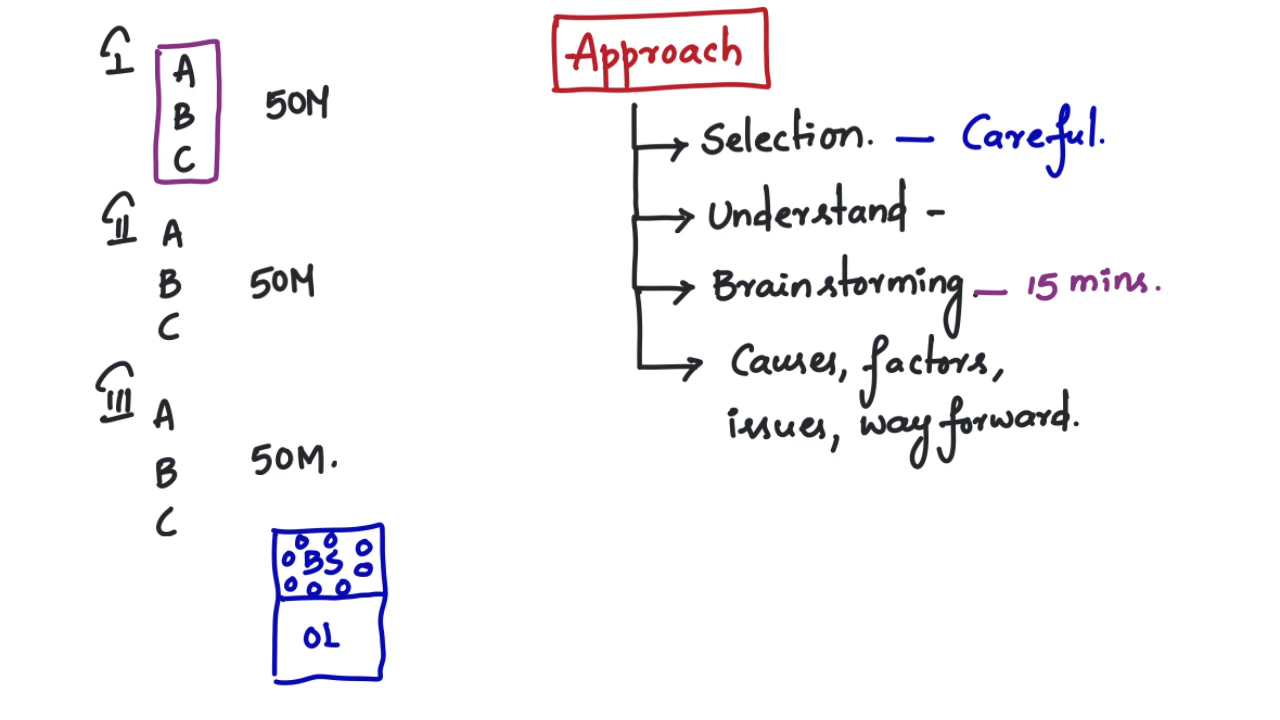 I
A
B
C
50M
II
A
B
C
50M
III
A
B
C
50M.
BS
OL
Approach
Selection. — Careful.
Understand -
Brainstorming. — 15 mins.
Causes, factors,
issues, way forward.